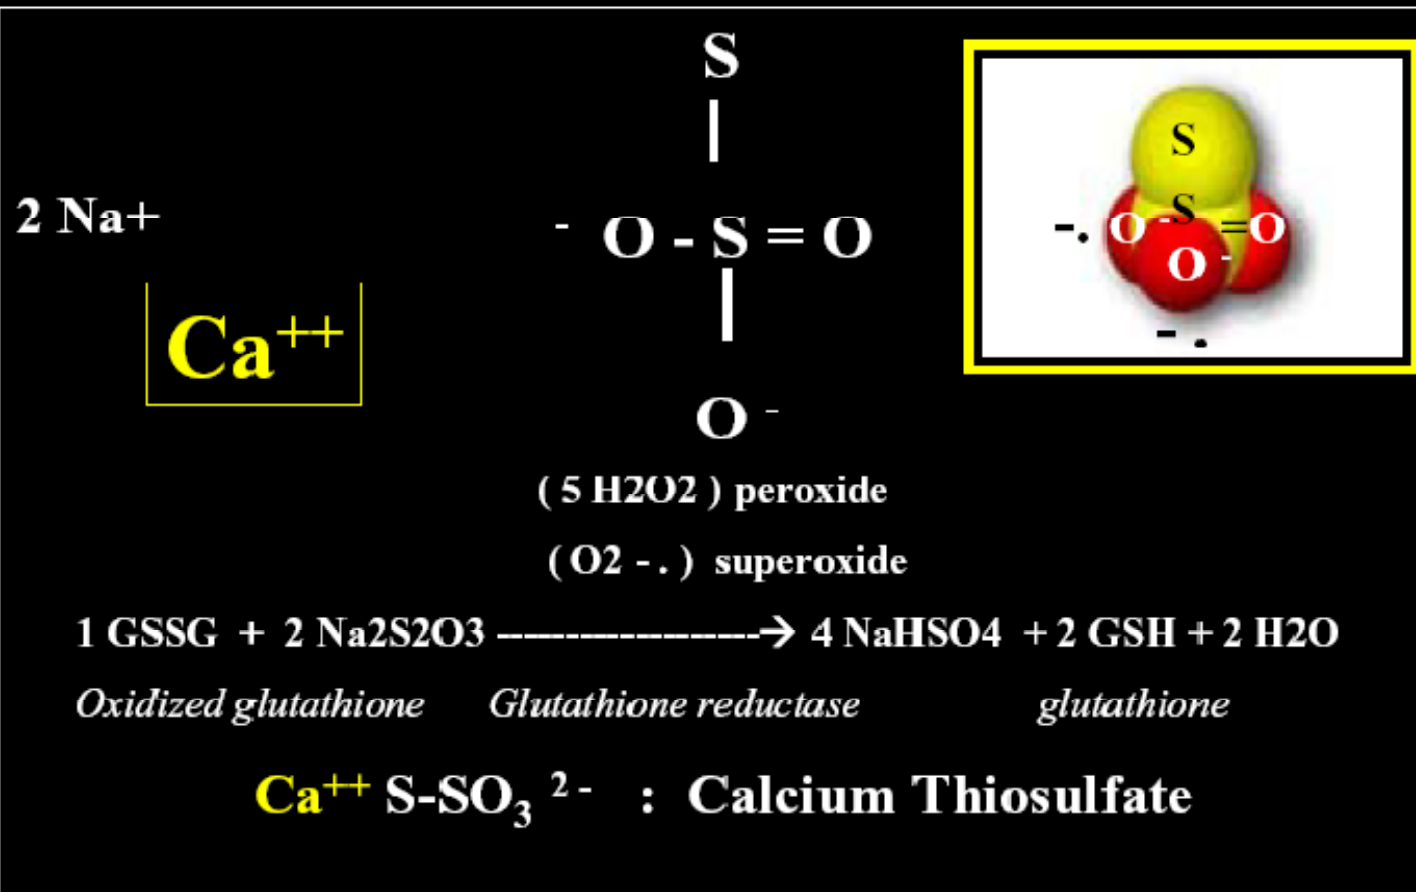 S
2 Na+
- O - S = O
Ca++
O -
S
S
-. O - =O
O -
- .
( 5 H2O2 ) peroxide
( O2 - . ) superoxide
1 GSSG + 2 Na2S2O3 ------------------→ 4 NaHSO4 + 2 GSH + 2 H2O
Oxidized glutathione Glutathione reductase glutathione
Ca++ S-SO3 2- : Calcium Thiosulfate